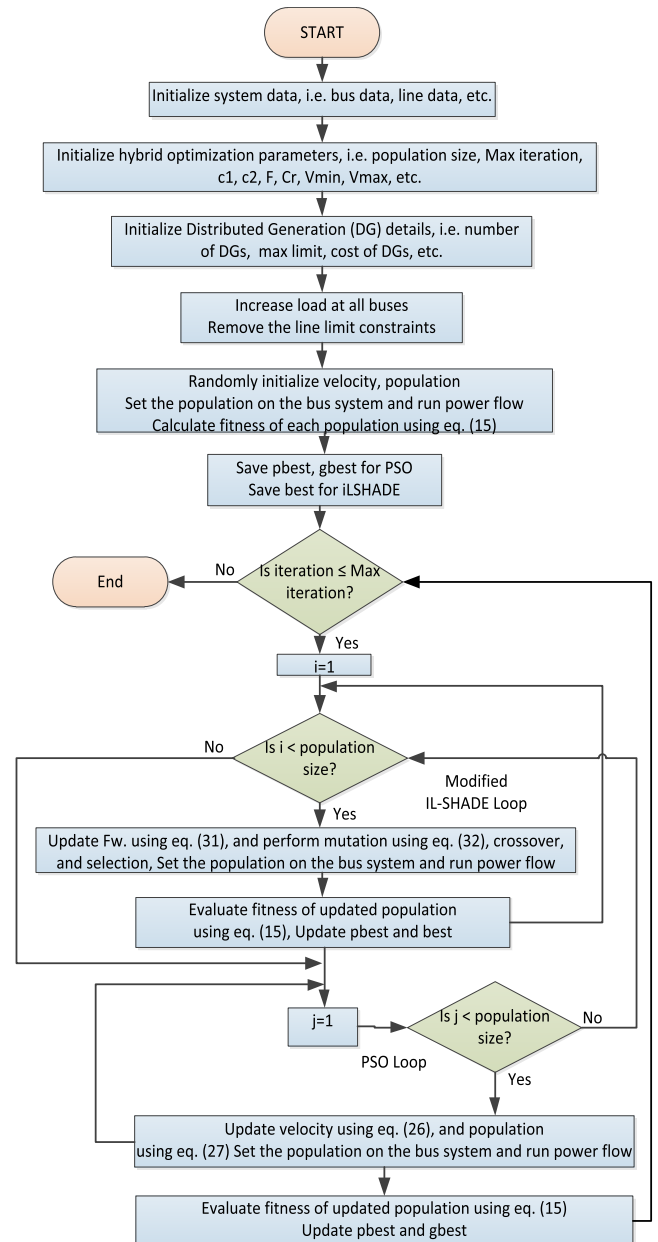 START
Initialize system data, i.e. bus data, line data, etc.
Initialize hybrid optimization parameters, i.e. population size, Max iteration,
c1, c2, F, Cr, Vmin, Vmax, etc.
Initialize Distributed Generation (DG) details, i.e. number
of DGs, max limit, cost of DGs, etc.
Increase load at all buses
Remove the line limit constraints
Randomly initialize velocity, population
Set the population on the bus system and run power flow
Calculate fitness of each population using eq. (15)
Save pbest, gbest for PSO
Save best for iLSHADE
Is iteration ≤ Max
iteration?
No
End
Yes
i=1
Is i < population
size?
No
Modified
IL-SHADE Loop
Yes
Update Fw. using eq. (31), and perform mutation using eq. (32), crossover,
and selection, Set the population on the bus system and run power flow
Evaluate fitness of updated population
using eq. (15), Update pbest and best
j=1
Is j < population
size?
No
PSO Loop
Yes
Update velocity using eq. (26), and population
using eq. (27) Set the population on the bus system and run power flow
Evaluate fitness of updated population using eq. (15)
Update pbest and gbest